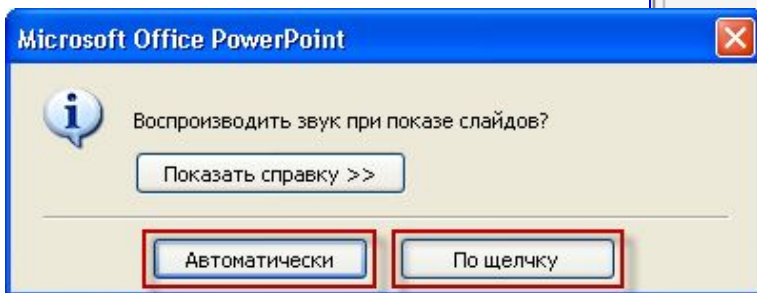 Microsoft Office PowerPoint
Воспроизводить звук при показе слайдов?
Показать справку >>
Автоматически
По щелчку